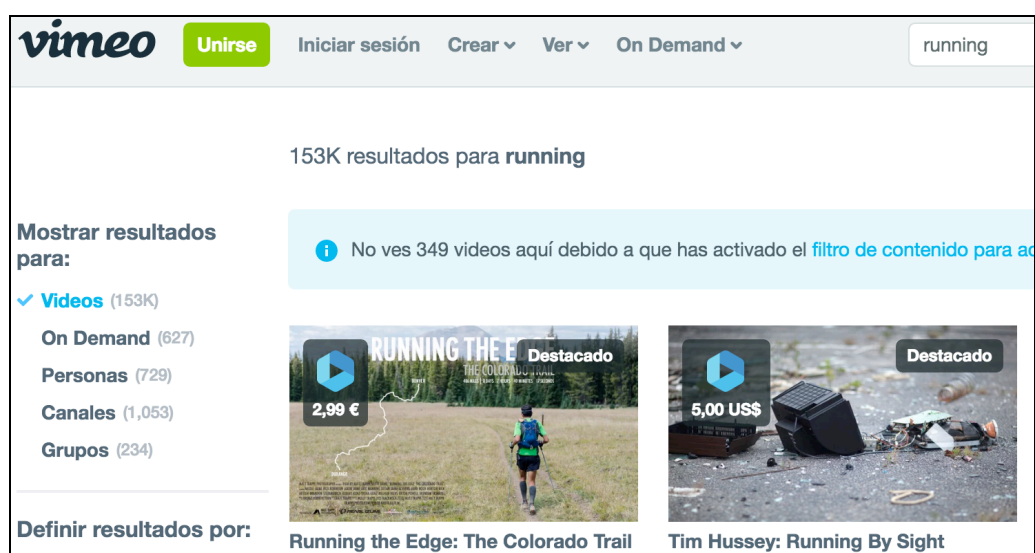 vimeo
Unirse
Iniciar sesión
Crear
Ver
On Demand
running
153K resultados para running
Mostrar resultados
para:
Videos (153K)
On Demand (627)
Personas (729)
Canales (1,053)
Grupos (234)
Definir resultados por:
No ves 349 videos aquí debido a que has activado el filtro de contenido para
RUNNING THE EDGE
THE COLORADO TRAIL
Destacado
2,99 €
Running the Edge: The Colorado Trail
Destacado
5,00 US$
Tim Hussey: Running By Sight